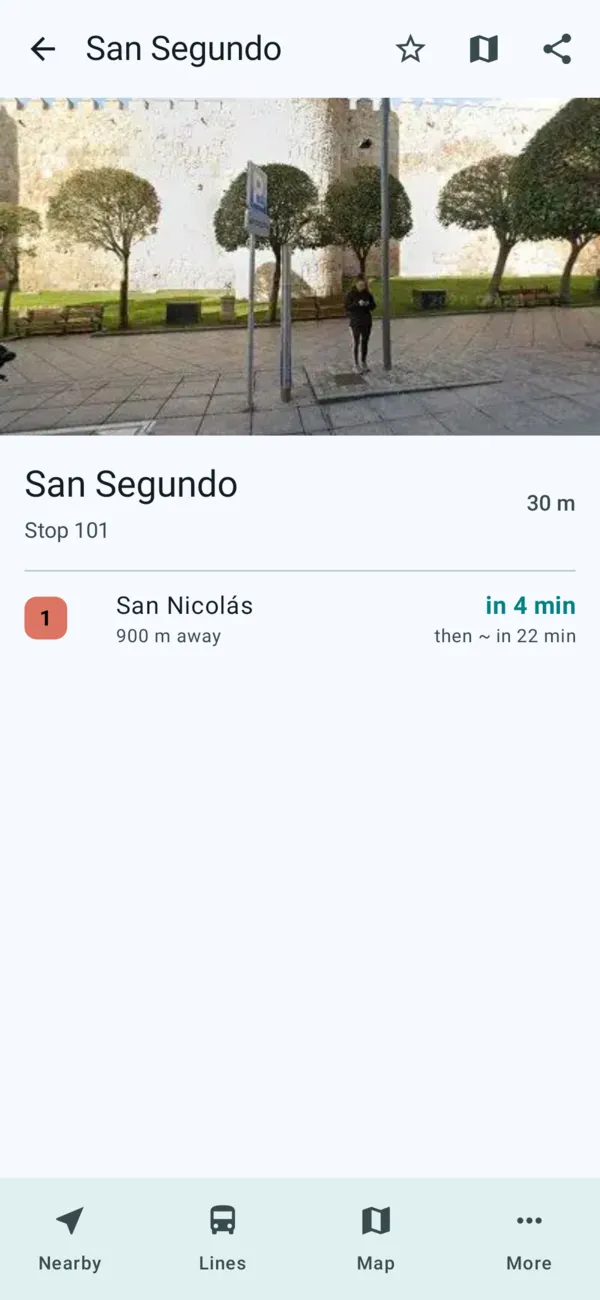 San Segundo
P
San Segundo
30 m
Stop 101
1
San Nicolás
in 4 min
900 m away
then ~ in 22 min
Nearby
Lines
Map
More